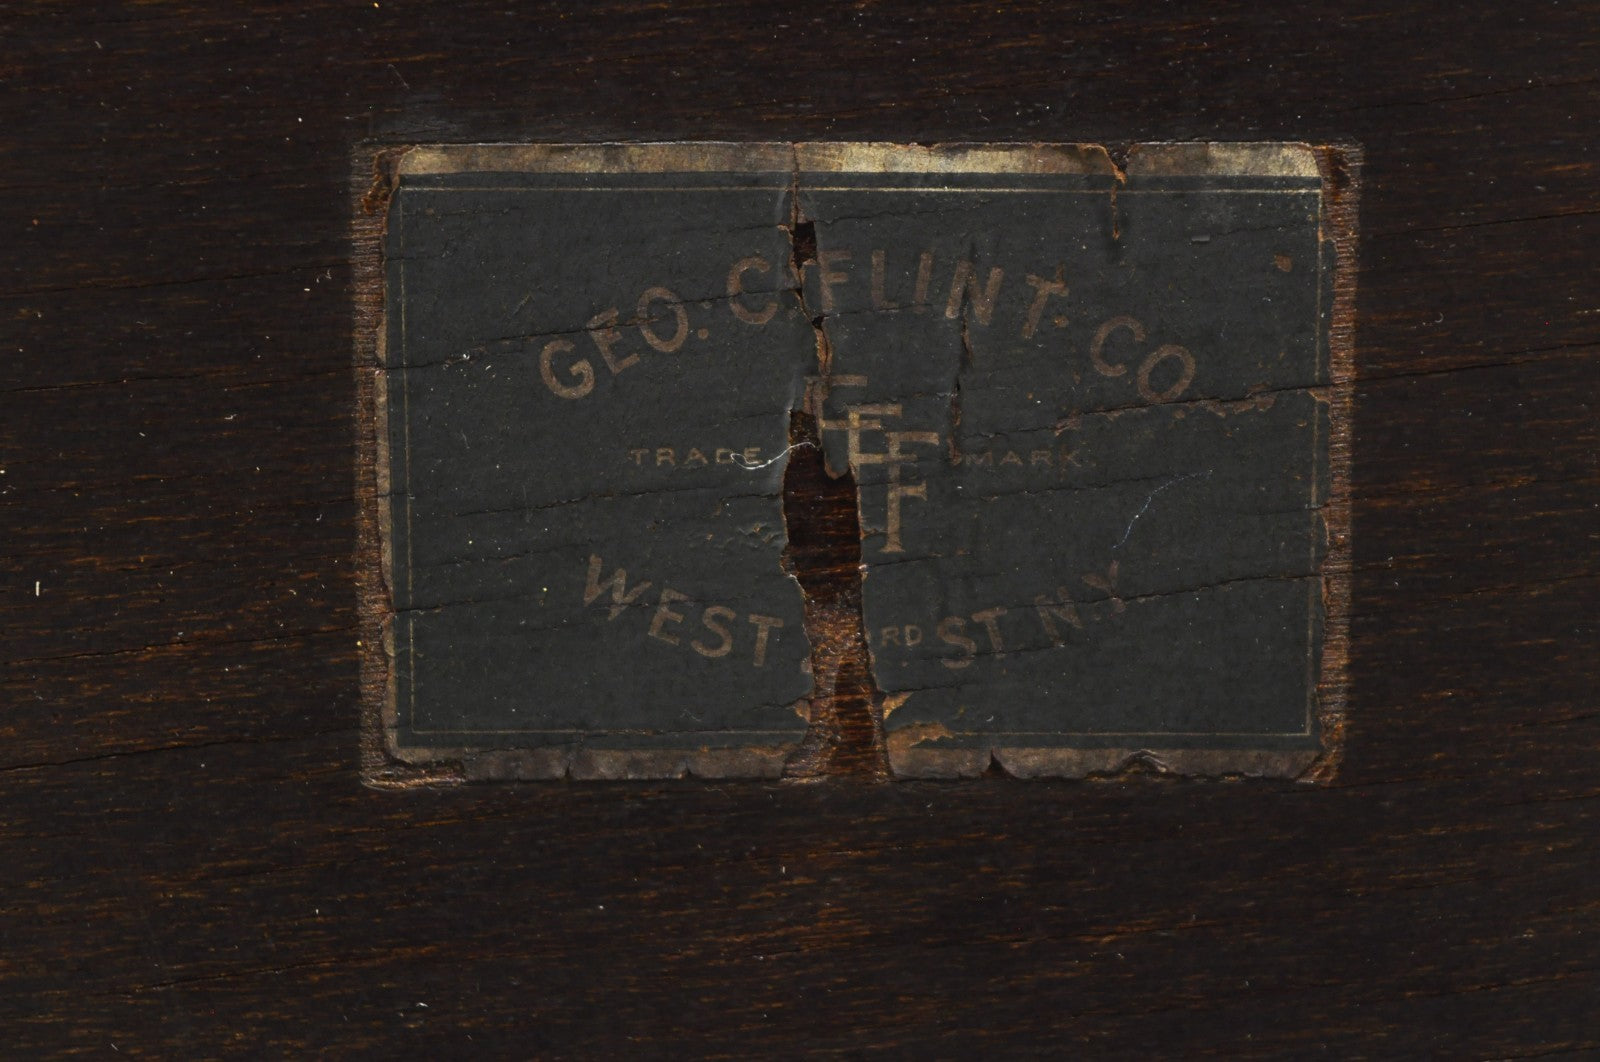 GEO. C. FLINT. CO.
TRADE MARK.
WEST RD ST N.Y.